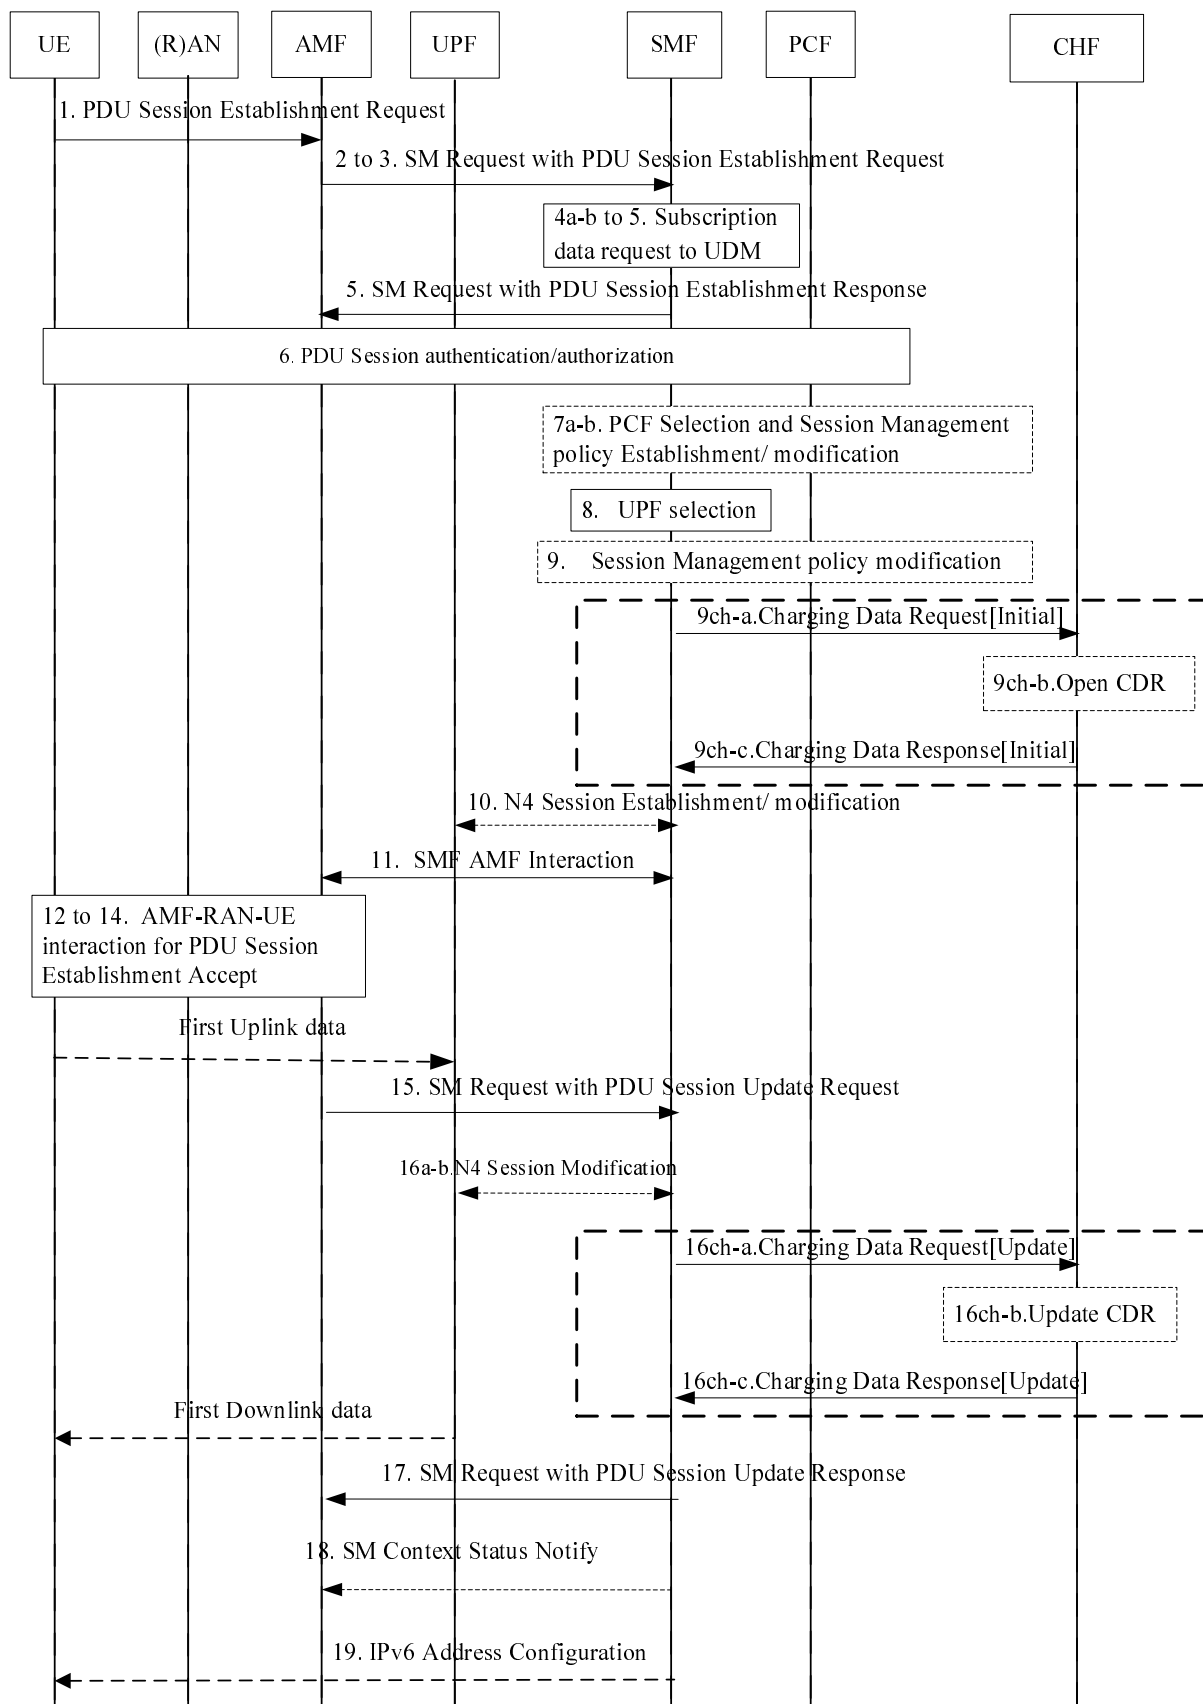 UE
(R)AN
AMF
UPF
SMF
PCF
CHF
1. PDU Session Establishment Request
2 to 3. SM Request with PDU Session Establishment Request
4a-b to 5. Subscription
data request to UDM
5. SM Request with PDU Session Establishment Response
6. PDU Session authentication/authorization
7a-b. PCF Selection and Session Management
policy Establishment/ modification
8. UPF selection
9. Session Management policy modification
9ch-a.Charging Data Request[Initial]
9ch-b.Open CDR
9ch-c.Charging Data Response[Initial]
10. N4 Session Establishment/ modification
11. SMF AMF Interaction
12 to 14. AMF-RAN-UE
interaction for PDU Session
Establishment Accept
First Uplink data
15. SM Request with PDU Session Update Request
16a-b.N4 Session Modification
16ch-a.Charging Data Request[Update]
16ch-b.Update CDR
16ch-c.Charging Data Response[Update]
First Downlink data
17. SM Request with PDU Session Update Response
18. SM Context Status Notify
19. IPv6 Address Configuration